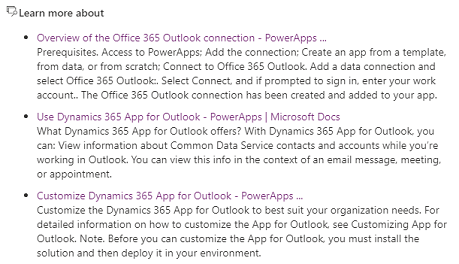 Learn more about
Overview of the Office 365 Outlook connection - PowerApps ...
Prerequisites. Access to PowerApps; Add the connection; Create an app from a template,
from data, or from scratch; Connect to Office 365 Outlook. Add a data connection and
select Office 365 Outlook:. Select Connect, and if prompted to sign in, enter your work
account.. The Office 365 Outlook connection has been created and added to your app.
Use Dynamics 365 App for Outlook - PowerApps | Microsoft Docs
What Dynamics 365 App for Outlook offers? With Dynamics 365 App for Outlook, you
can: View information about Common Data Service contacts and accounts while you're
working in Outlook. You can view this info in the context of an email message, meeting,
or appointment.
Customize Dynamics 365 App for Outlook - PowerApps ...
Customize the Dynamics 365 App for Outlook to best suit your organization needs. For
detailed information on how to customize the App for Outlook, see Customizing App for
Outlook. Note. Before you can customize the App for Outlook, you must install the
solution and then deploy it in your environment.